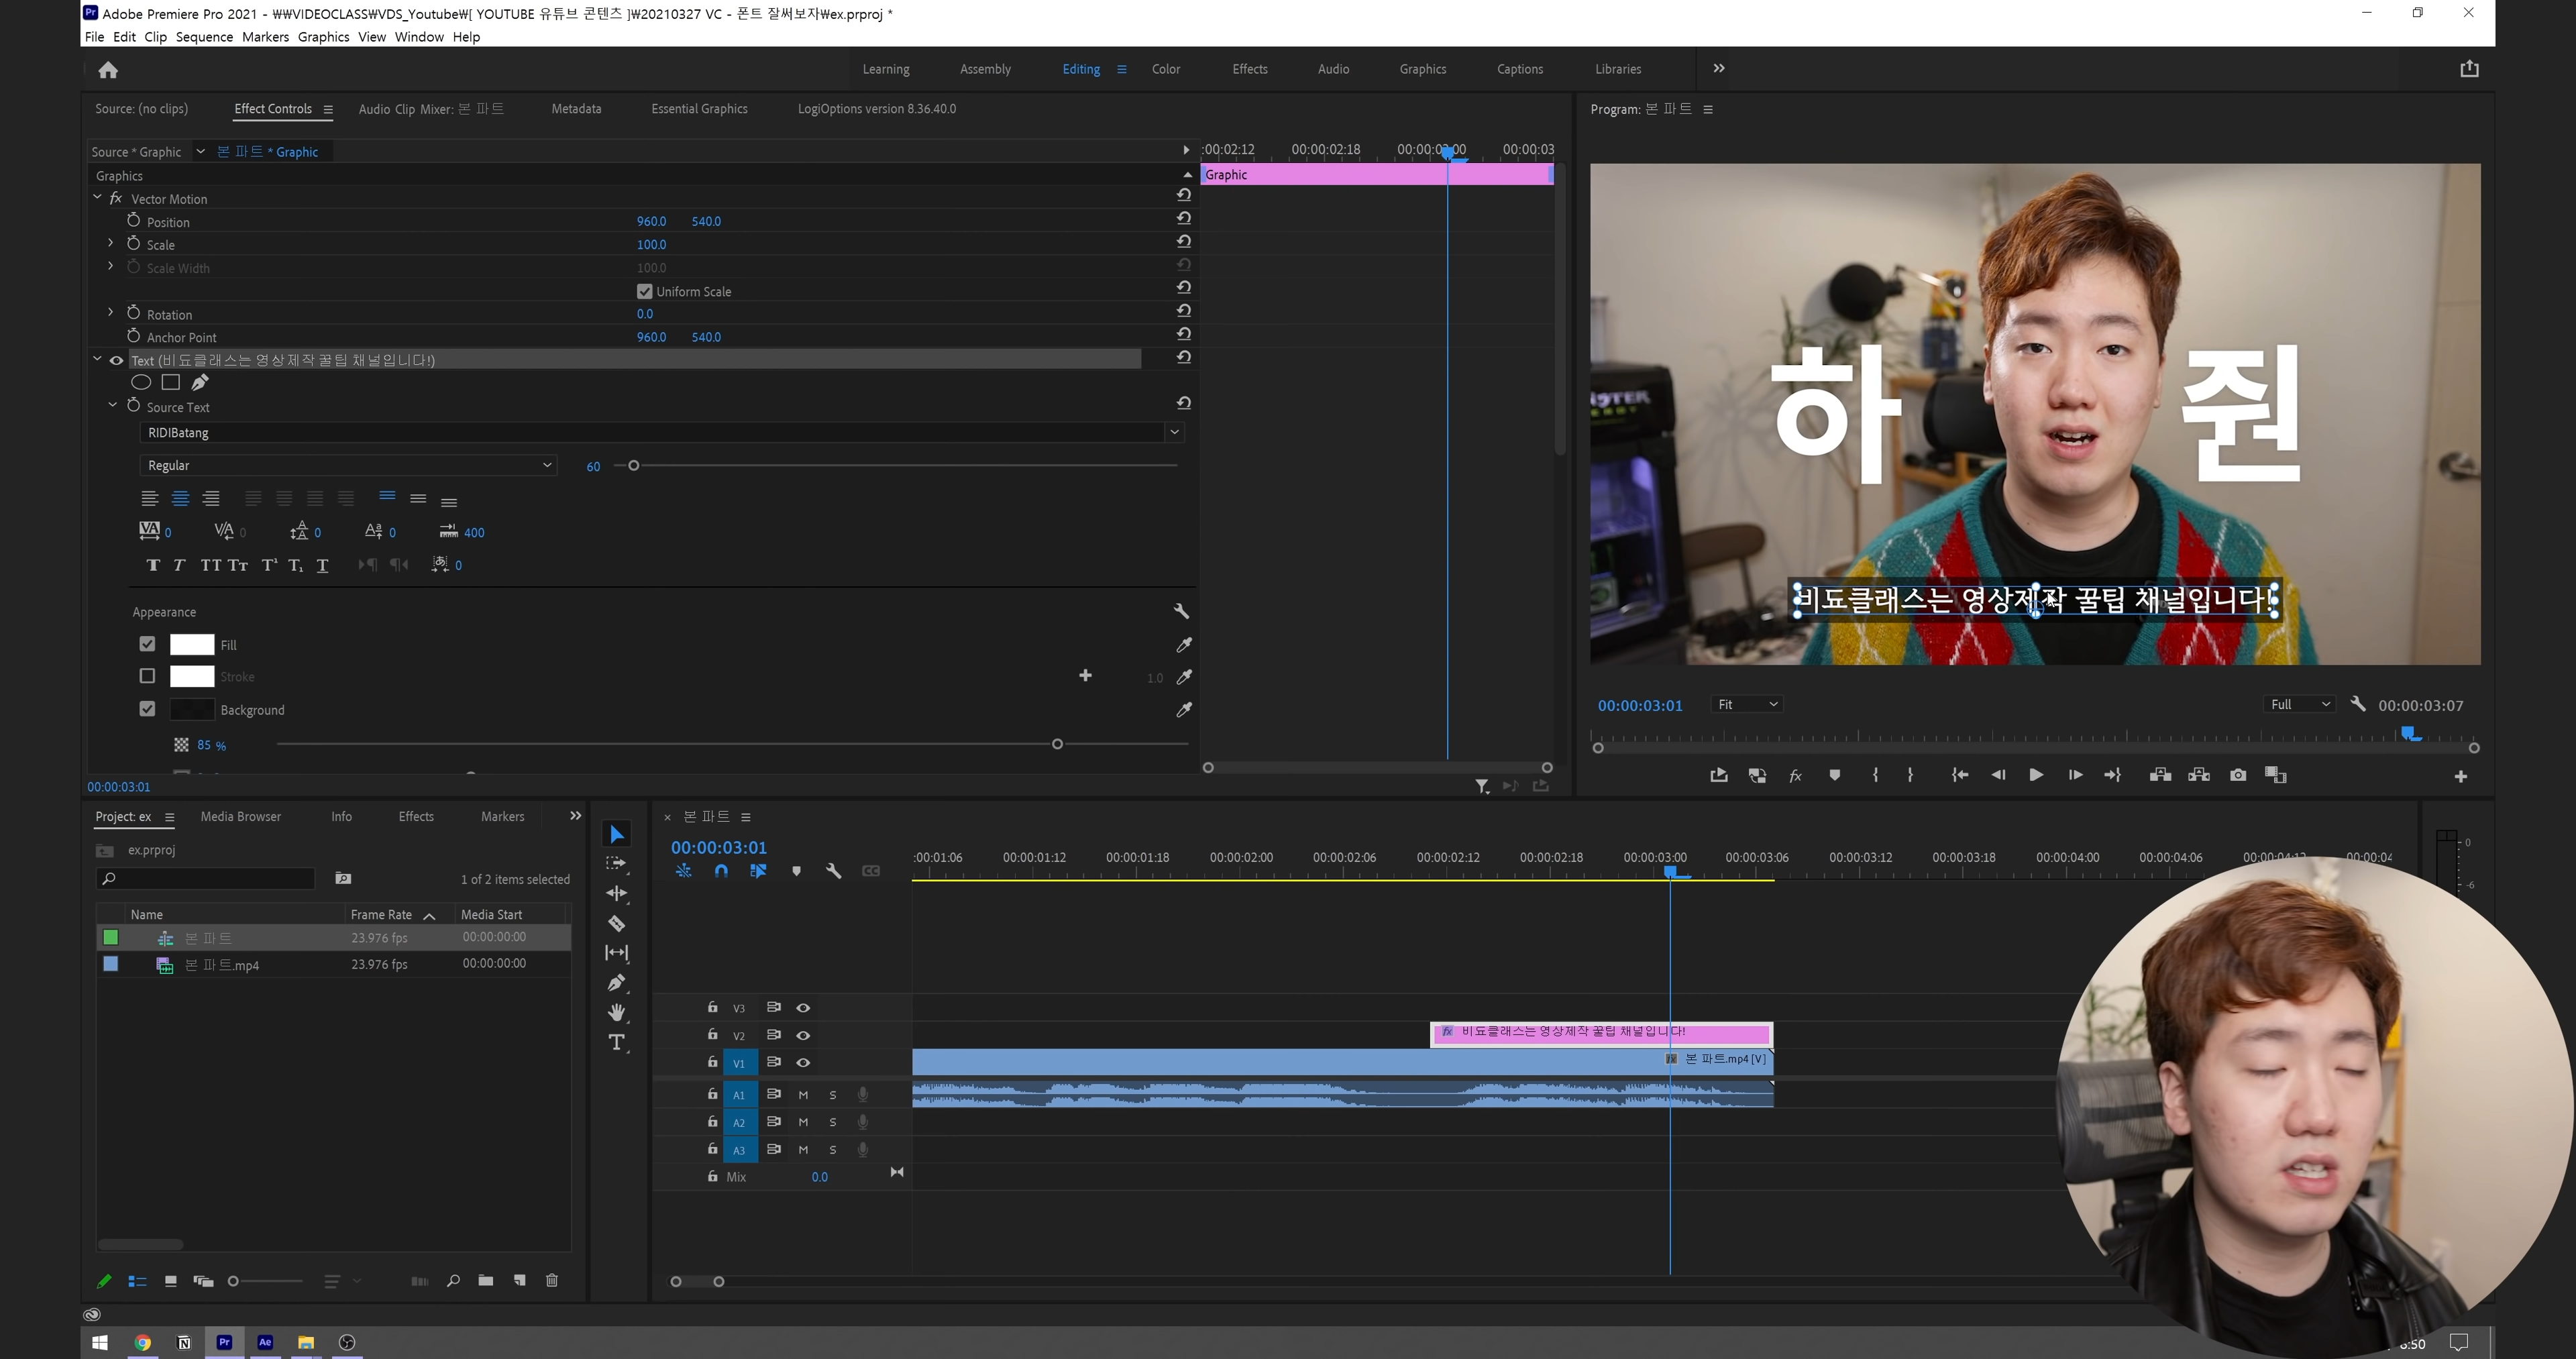 Adobe Premiere Pro 2021 - ₩₩VIDEOCLASS₩VDS_Youtube₩[ YOUTUBE 유튜브 콘텐츠 ]₩20210327 VC - 폰트 잘써보자₩ex.prproj *
File Edit Clip Sequence Markers Graphics View Window Help
Learning Assembly Editing Color Effects Audio Graphics Captions Libraries
Source: (no clips) Effect Controls Audio Clip Mixer: 본 파트 Metadata Essential Graphics LogiOptions version 8.36.40.0
Program: 본 파트
Source * Graphic 본 파트 * Graphic
:00:02:12 00:00:02:18 00:00:03:00 00:00:03
Graphics
Graphic
fx Vector Motion
Position 960.0 540.0
Scale 100.0
Scale Width 100.0
Uniform Scale
Rotation 0.0
Anchor Point 960.0 540.0
Text (비됴클래스는 영상제작 꿀팁 채널입니다!)
Source Text
RIDIBatang
Regular 60
0 0 0 0 400
0
Appearance
Fill
Stroke 1.0
Background
85 %
00:00:03:01
하 줜
비됴클래스는 영상제작 꿀팁 채널입니다!
00:00:03:01 Fit Full 00:00:03:07
Project: ex Media Browser Info Effects Markers
ex.prproj
1 of 2 items selected
Name Frame Rate Media Start
본 파트 23.976 fps 00:00:00:00
본 파트.mp4 23.976 fps 00:00:00:00
본 파트
00:00:03:01
:00:01:06 00:00:01:12 00:00:01:18 00:00:02:00 00:00:02:06 00:00:02:12 00:00:02:18 00:00:03:00 00:00:03:06 00:00:03:12 00:00:03:18 00:00:04:00 00:00:04:06
0
-6
V3
V2 fx 비됴클래스는 영상제작 꿀팁 채널입니다!
V1 fx 본 파트.mp4 [V]
A1 M S
A2 M S
A3 M S
Mix 0.0
Pr Ae